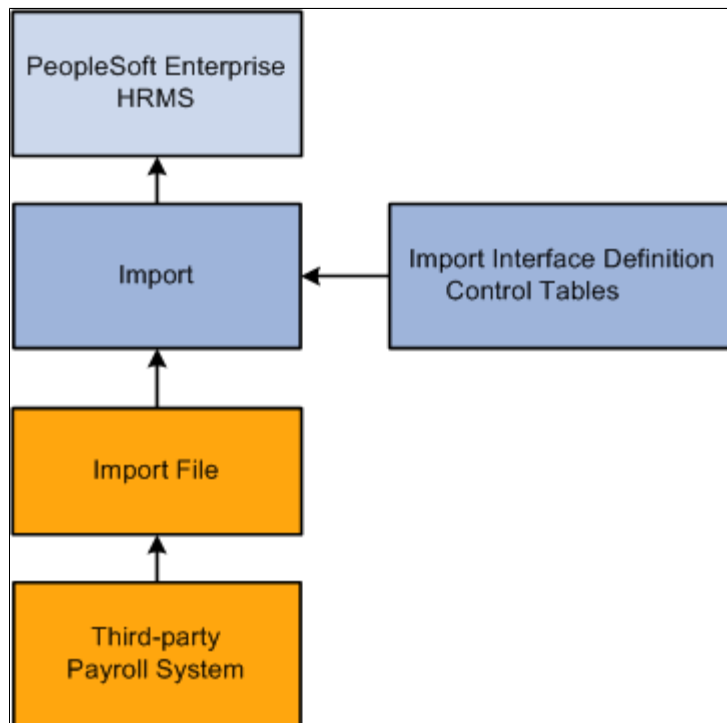 PeopleSoft Enterprise
HRMS
Import
Import Interface Definition
Control Tables
Import File
Third-party
Payroll System